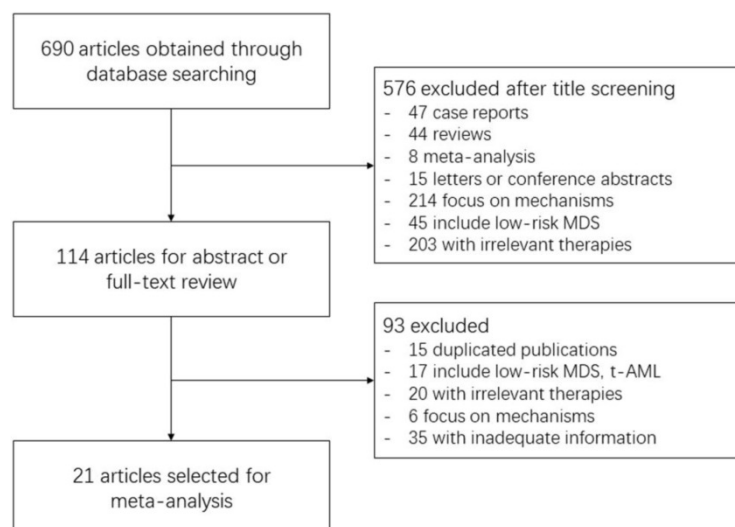 690 articles obtained through
database searching
576 excluded after title screening
- 47 case reports
- 44 reviews
- 8 meta-analysis
- 15 letters or conference abstracts
- 214 focus on mechanisms
- 45 include low-risk MDS
- 203 with irrelevant therapies
114 articles for abstract or
full-text review
93 excluded
- 15 duplicated publications
- 17 include low-risk MDS, t-AML
- 20 with irrelevant therapies
- 6 focus on mechanisms
- 35 with inadequate information
21 articles selected for
meta-analysis